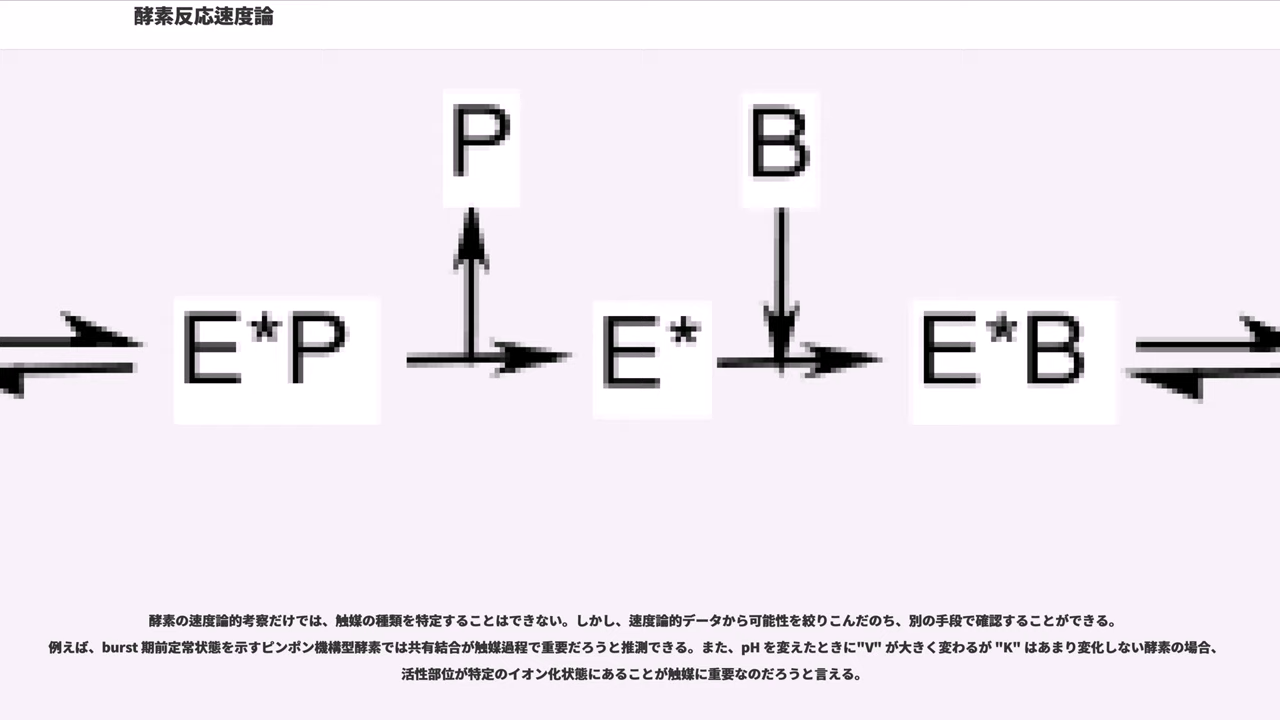 酵素反応速度論
P
B
E*P
E*
E*B
酵素の速度論的考察だけでは、触媒の種類を特定することはできない。しかし、速度論的データから可能性を絞りこんだのち、別の手段で確認することができる。
例えば、burst 期前定常状態を示すピンポン機構型酵素では共有結合が触媒過程で重要だろうと推測できる。また、pH を変えたときに"V" が大きく変わるが "K" はあまり変化しない酵素の場合、
活性部位が特定のイオン化状態にあることが触媒に重要なのだろうと言える。